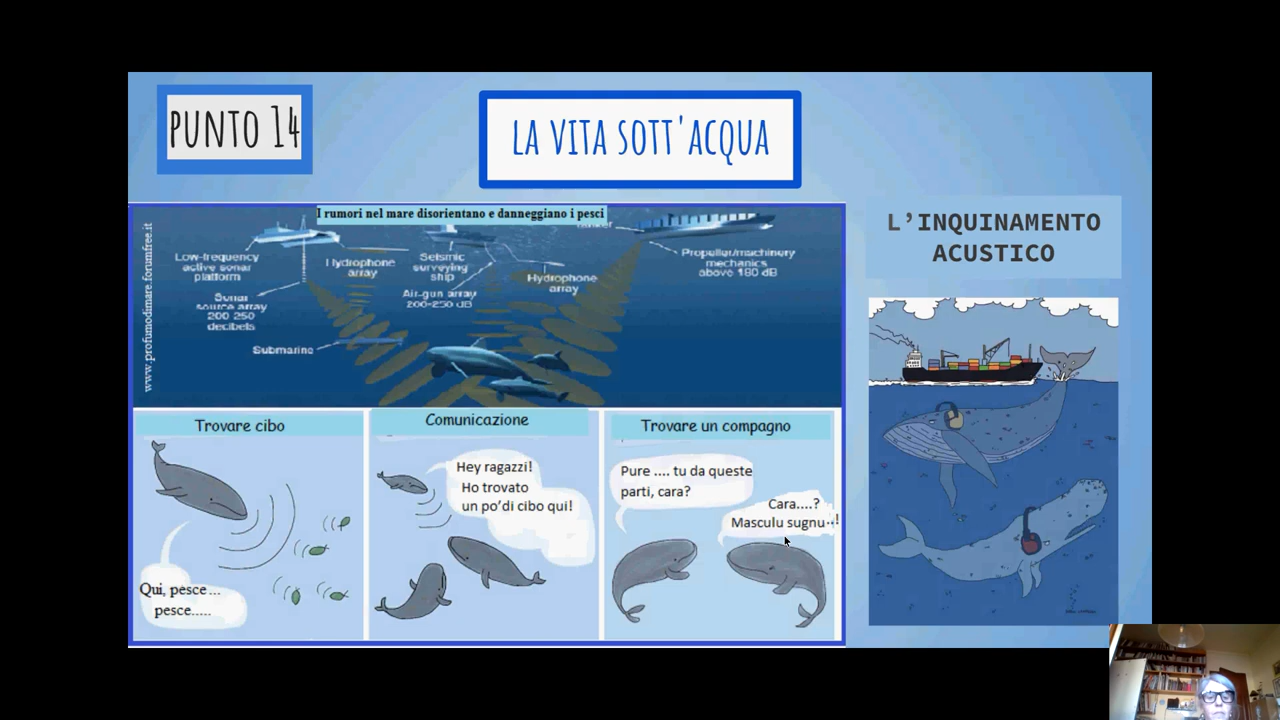 PUNTO 14
LA VITA SOTT'ACQUA
I rumori nel mare disorientano e danneggiano i pesci
www.profumodimare.forumfree.it
Low-frequency
active sonar
platform
Sonar
source array
200-250
decibels
Hydrophone
array
Seismic
surveying
ship
Air-gun array
200-250 dB
Hydrophone
array
Propeller/machinery
mechanics
above 180 dB
Submarine
L'INQUINAMENTO
ACUSTICO
Trovare cibo
Qui, pesce...
pesce.....
Comunicazione
Hey ragazzi!
Ho trovato
un po'di cibo qui!
Trovare un compagno
Pure .... tu da queste
parti, cara?
Cara....?
Masculu sugnu..!